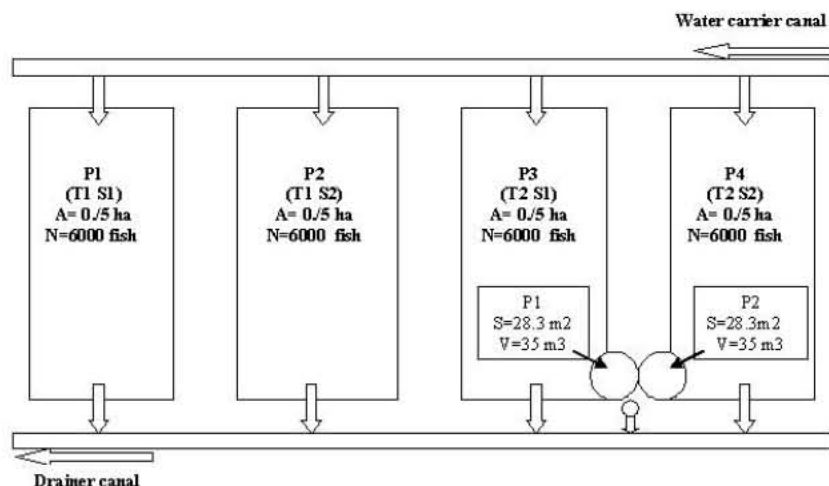 Water carrier canal
P1
(T1 S1)
A= 0./5 ha
N=6000 fish
P2
(T1 S2)
A= 0./5 ha
N=6000 fish
P3
(T2 S1)
A= 0./5 ha
N=6000 fish
P4
(T2 S2)
A= 0./5 ha
N=6000 fish
P1
S=28.3 m2
V=35 m3
P2
S=28.3m2
V=35 m3
Drainer canal